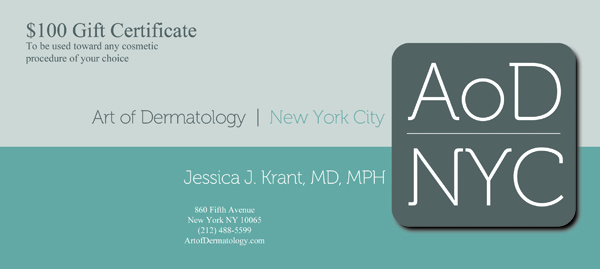 $100 Gift Certificate
To be used toward any cosmetic
procedure of your choice
Art of Dermatology | New York City
Jessica J. Krant, MD, MPH
860 Fifth Avenue
New York NY 10065
(212) 488-5599
ArtofDermatology.com
AoD
NYC